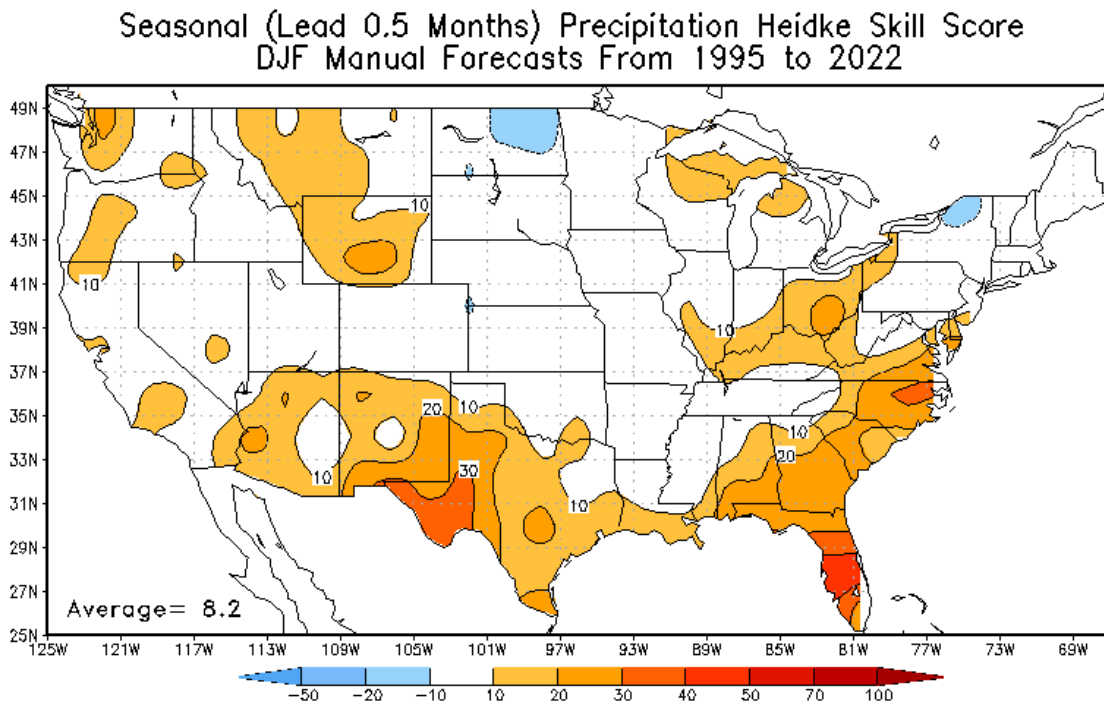 Seasonal (Lead 0.5 Months) Precipitation Heidke Skill Score
DJF Manual Forecasts From 1995 to 2022
49N
47N
45N
43N
41N
39N
37N
35N
33N
31N
29N
27N
25N
10
10
10
10
20
10
10
20
30
10
10
Average= 8.2
125W 121W 117W 113W 109W 105W 101W 97W 93W 89W 85W 81W 77W 73W 69W
-50 -20 -10 10 20 30 40 50 70 100